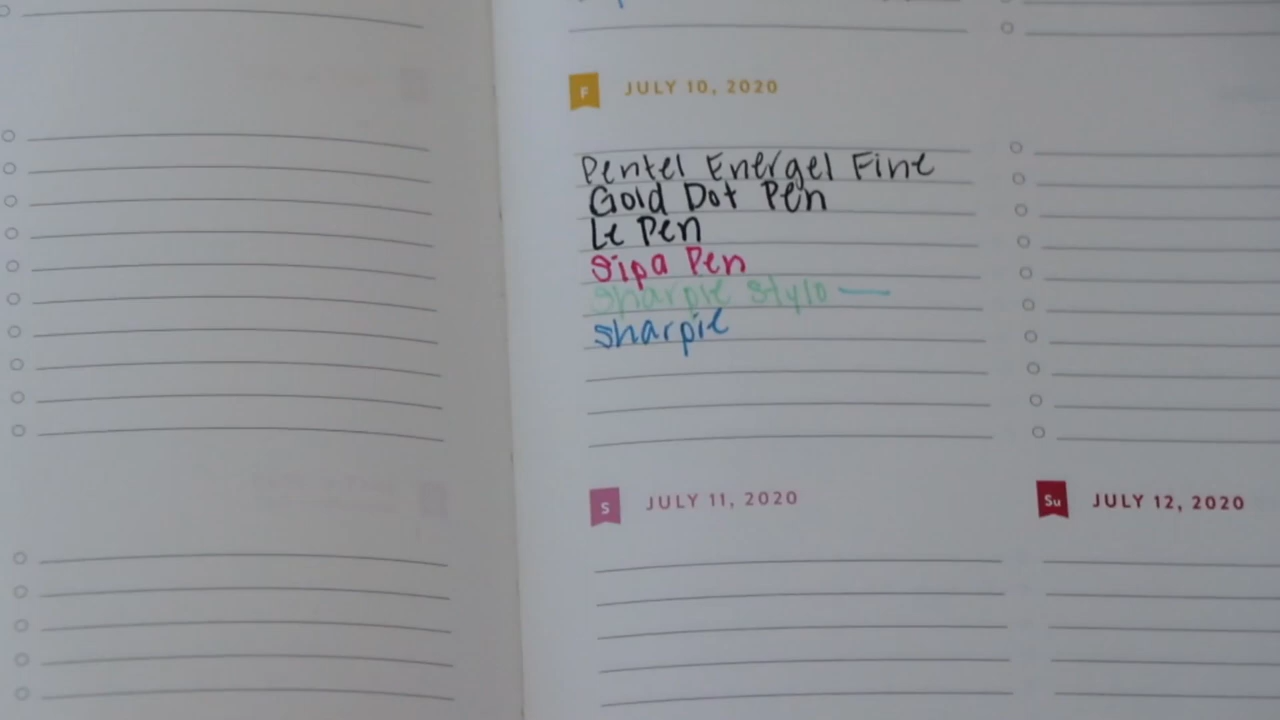 F JULY 10, 2020
Pentel Energel Fine
Gold Dot Pen
Le Pen
Sipa Pen
Sharpie Stylo —
Sharpie
S JULY 11, 2020
Su JULY 12, 2020